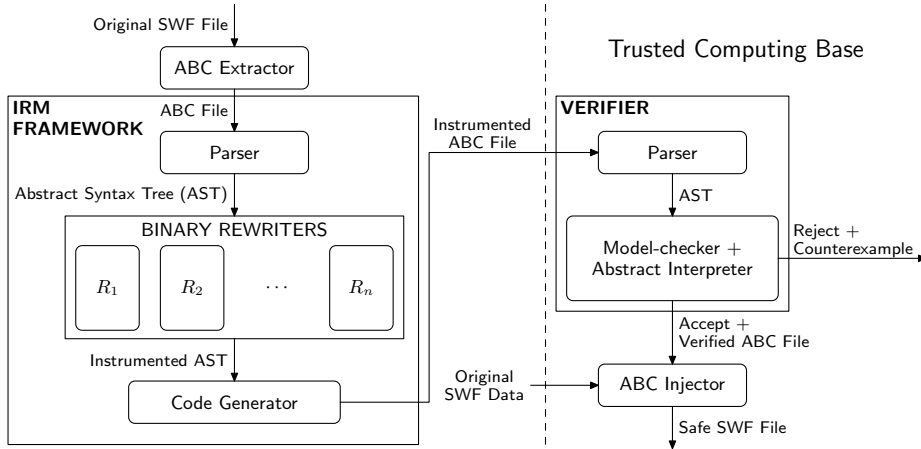 Original SWF File
ABC Extractor
IRM
FRAMEWORK
ABC File
Parser
Abstract Syntax Tree (AST)
BINARY REWRITERS
R1
R2
...
Rn
Instrumented AST
Code Generator
Instrumented
ABC File
Original
SWF Data
Trusted Computing Base
VERIFIER
Parser
AST
Model-checker +
Abstract Interpreter
Reject +
Counterexample
Accept +
Verified ABC File
ABC Injector
Safe SWF File